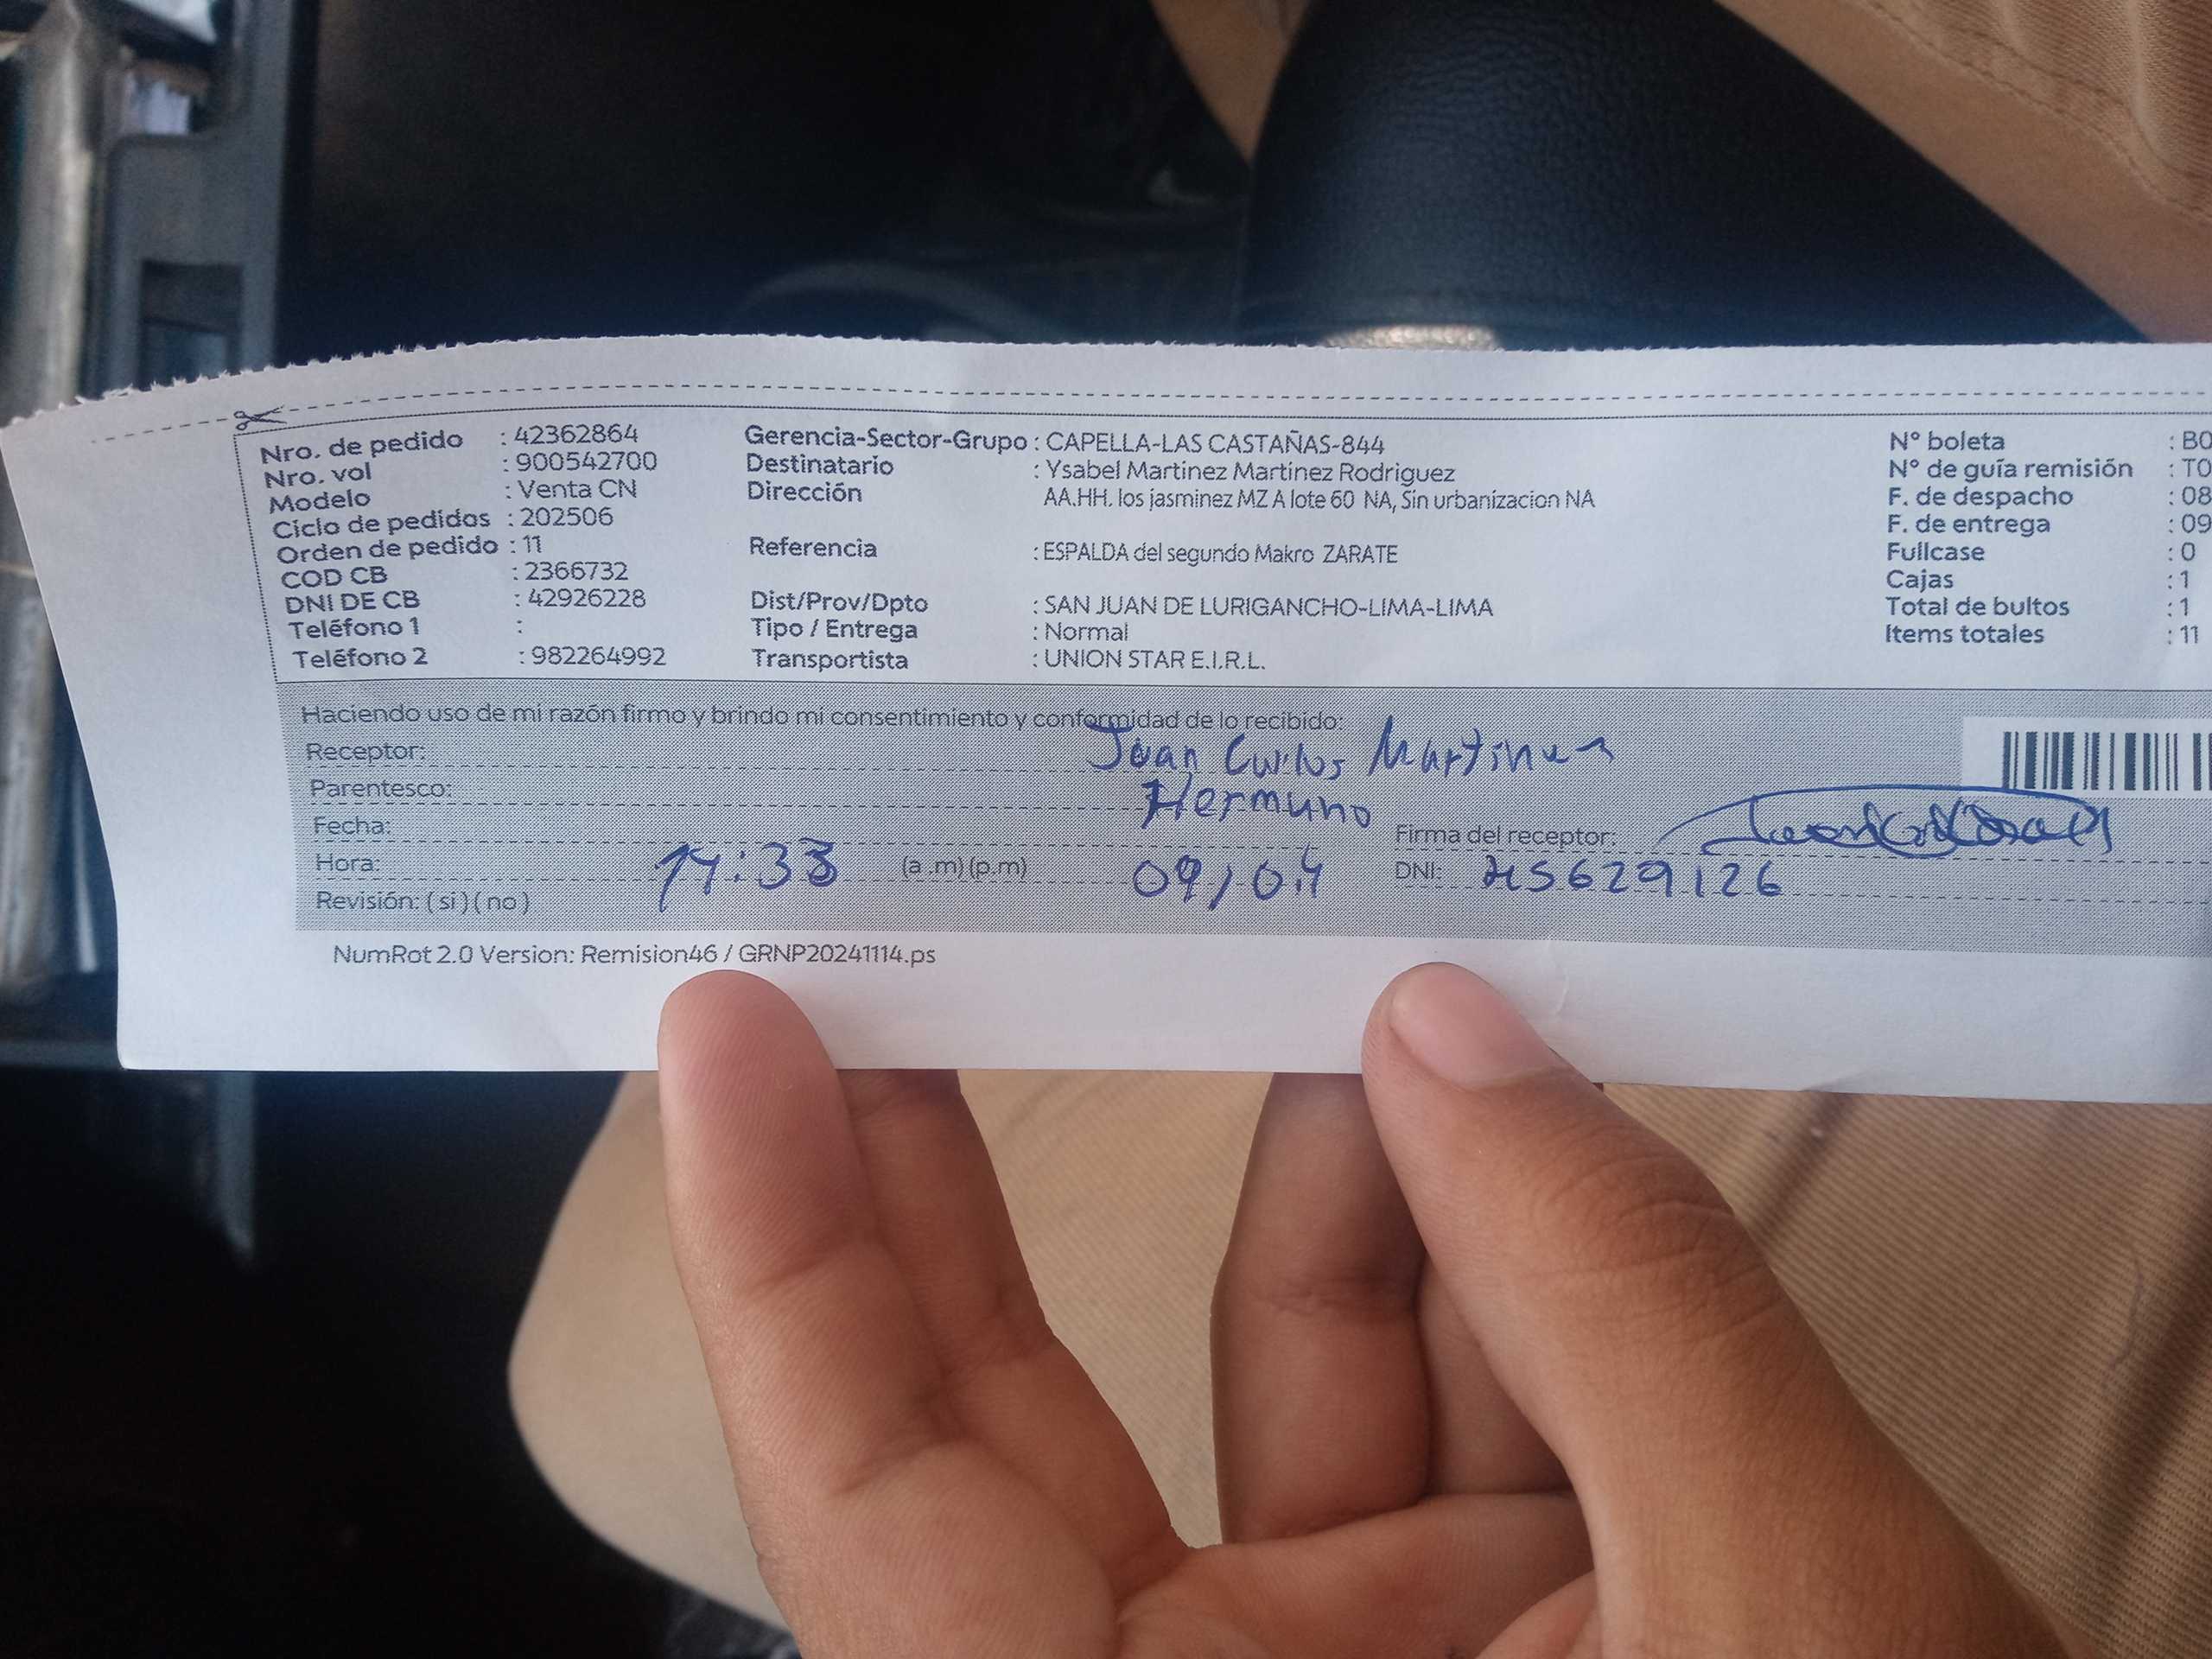 Nro. de pedido : 42362864
Nro. vol : 900542700
Modelo : Venta CN
Ciclo de pedidos : 202506
Orden de pedido : 11
COD CB : 2366732
DNI DE CB : 42926228
Teléfono 1 :
Teléfono 2 : 982264992
Gerencia-Sector-Grupo : CAPELLA-LAS CASTAÑAS-844
Destinatario : Ysabel Martinez Martinez Rodriguez
Dirección AA.HH. los jasminez MZ A lote 60 NA, Sin urbanizacion NA
Referencia : ESPALDA del segundo Makro ZARATE
Dist/Prov/Dpto : SAN JUAN DE LURIGANCHO-LIMA-LIMA
Tipo / Entrega : Normal
Transportista : UNION STAR E.I.R.L.
N° boleta : B0
N° de guía remisión : T0
F. de despacho : 08
F. de entrega : 09
Fullcase : 0
Cajas : 1
Total de bultos : 1
Items totales : 11
Haciendo uso de mi razón firmo y brindo mi consentimiento y conformidad de lo recibido:
Receptor: Juan Carlos Martinez
Parentesco: Hermano
Fecha:
Firma del receptor:
Hora: 14:33 (a .m) (p.m) 09/04
DNI: 45629126
Revisión: ( si ) ( no )
NumRot 2.0 Version: Remision46 / GRNP20241114.ps